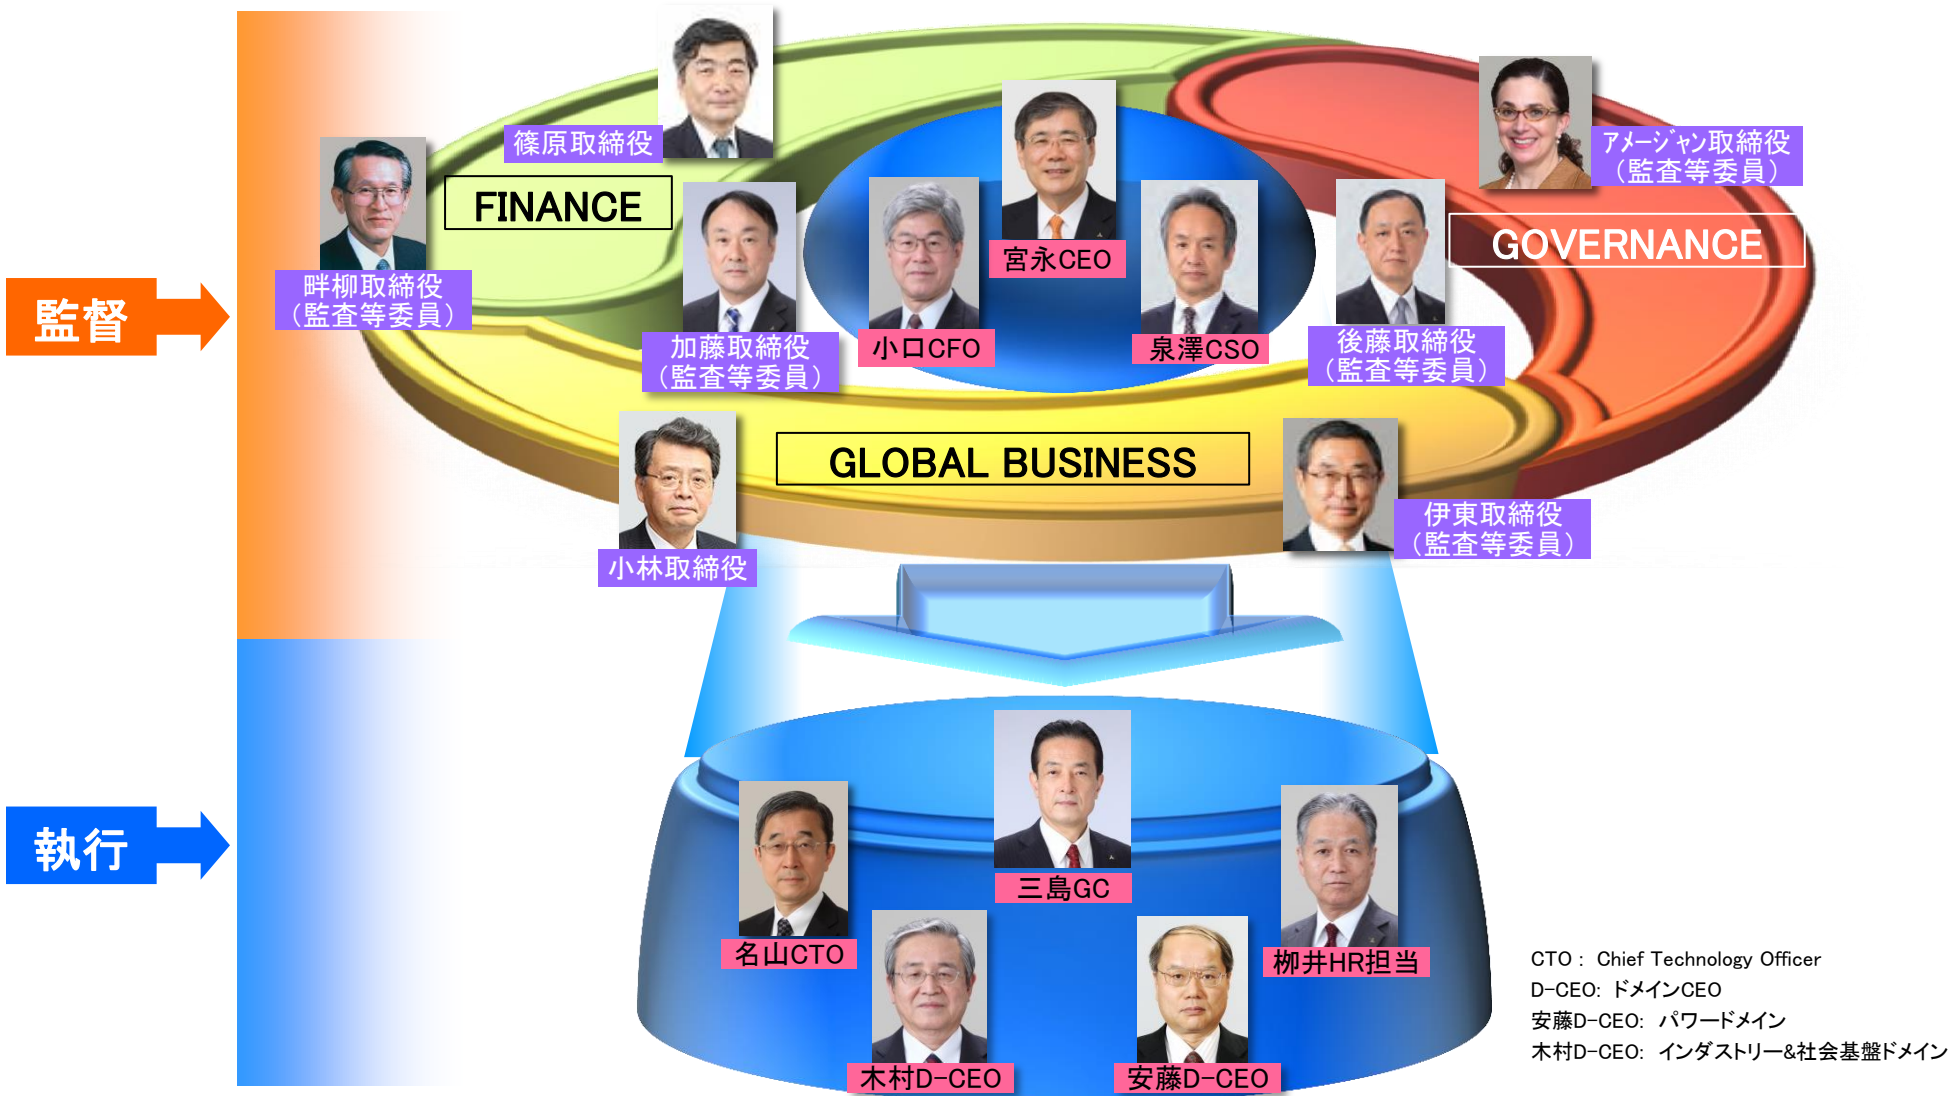 篠原取締役
アメージャン取締役
（監査等委員）
FINANCE
GOVERNANCE
宮永CEO
畔柳取締役
（監査等委員）
監督
加藤取締役
（監査等委員）
小口CFO
泉澤CSO
後藤取締役
（監査等委員）
GLOBAL BUSINESS
伊東取締役
（監査等委員）
小林取締役
執行
三島GC
名山CTO
柳井HR担当
木村D-CEO
安藤D-CEO
CTO： Chief Technology Officer
D-CEO: ドメインCEO
安藤D-CEO: パワードメイン
木村D-CEO: インダストリー&社会基盤ドメイン